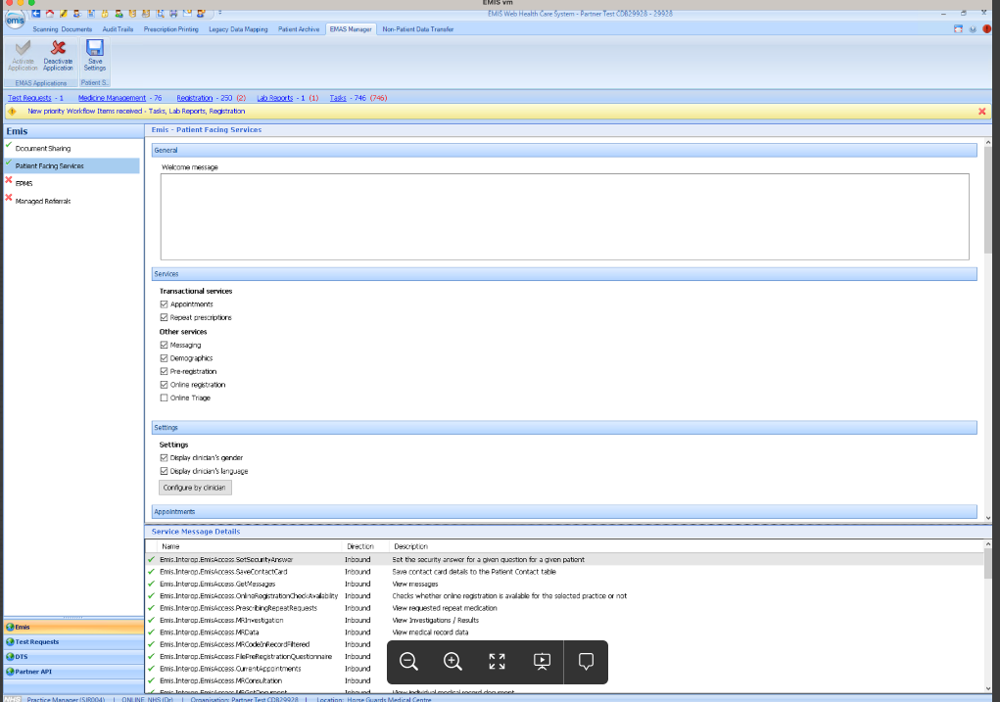 EMIS vm
emis
EMIS Web Health Care System - Partner Test CDB29928 - 29928
Scanning Documents Audit Trails Prescription Printing Legacy Data Mapping Patient Archive EMAS Manager Non-Patient Data Transfer
Activate Application
Deactivate Application
Save Settings
EMAS Applications Patient S...
Test Requests - 1 Medicine Management - 76 Registration - 250 (2) Lab Reports - 1 (1) Tasks - 746 (746)
New priority Workflow Items received - Tasks, Lab Reports, Registration
Emis
Document Sharing
Patient Facing Services
EPMS
Managed Referrals
Emis - Patient Facing Services
General
Welcome message
Services
Transactional services
Appointments
Repeat prescriptions
Other services
Messaging
Demographics
Pre-registration
Online registration
Online Triage
Settings
Settings
Display clinician's gender
Display clinician's language
Configure by clinician
Appointments
Service Message Details
Name Direction Description
Emis.Interop.EmisAccess.SetSecurityAnswer Inbound Set the security answer for a given question for a given patient
Emis.Interop.EmisAccess.SaveContactCard Inbound Save contact card details to the Patient Contact table
Emis.Interop.EmisAccess.GetMessages Inbound View messages
Emis.Interop.EmisAccess.OnlineRegistrationCheckAvailability Inbound Checks whether online registration is available for the selected practice or not
Emis.Interop.EmisAccess.PrescribingRepeatRequests Inbound View requested repeat medication
Emis.Interop.EmisAccess.MRInvestigation Inbound View Investigations / Results
Emis.Interop.EmisAccess.MRData Inbound View medical record data
Emis.Interop.EmisAccess.MRCodeInRecordFiltered Inbound
Emis.Interop.EmisAccess.FilePreRegistrationQuestionnaire Inbound
Emis.Interop.EmisAccess.CurrentAppointments Inbound
Emis.Interop.EmisAccess.MRConsultation Inbound
Emis.Interop.EmisAccess.MRGetDocument Inbound View individual medical record document
Emis
Test Requests
DTS
Partner API
Practice Manager (S/R004) | ONLINE, NHS (Dr) | Organisation: Partner Test CDB29928 | Location: Horse Guards Medical Centre